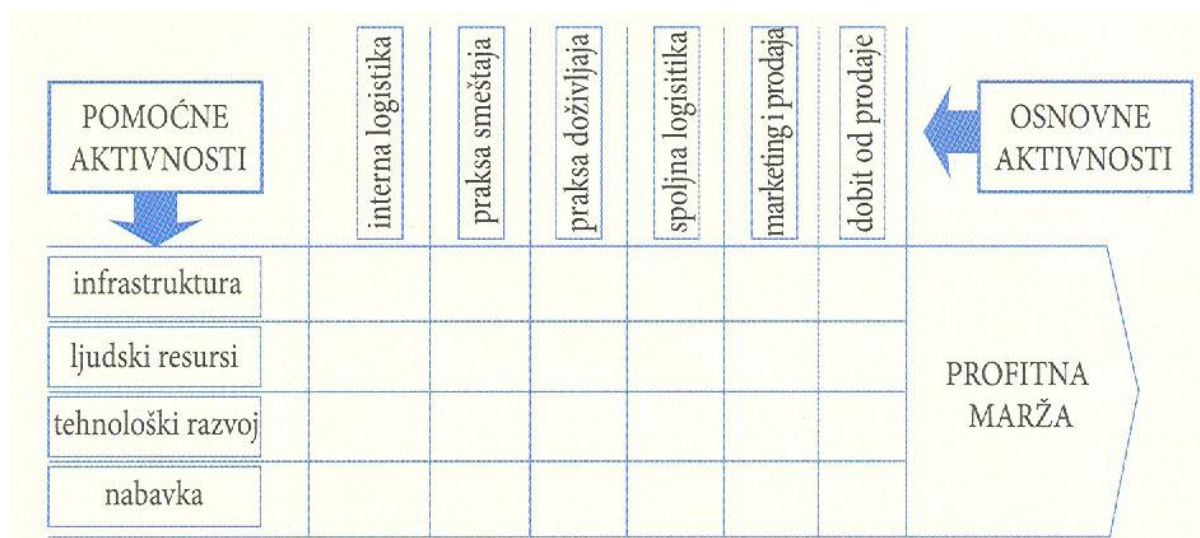 POMOĆNE
AKTIVNOSTI
interna logistika
praksa smeštaja
praksa doživljaja
spoljna logisitika
marketing i prodaja
dobit od prodaje
OSNOVNE
AKTIVNOSTI
infrastruktura
ljudski resursi
tehnološki razvoj
nabavka
PROFITNA
MARŽA